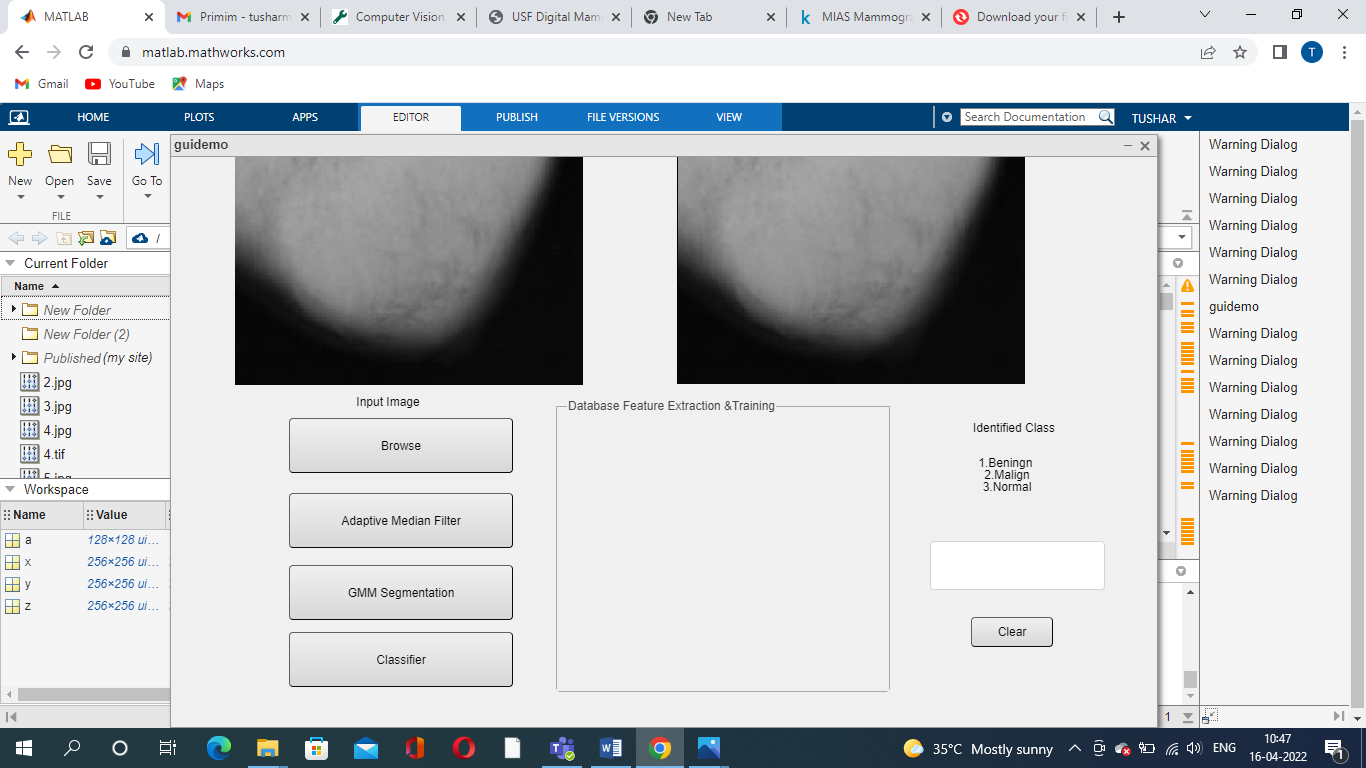 MATLAB
Primim - tusharm
Computer Vision
USF Digital Mam
New Tab
MIAS Mammogra
Download your f
matlab.mathworks.com
T
Gmail
YouTube
Maps
HOME
PLOTS
APPS
EDITOR
PUBLISH
FILE VERSIONS
VIEW
Search Documentation
TUSHAR
New
Open
Save
Go To
FILE
guidemo
/
Current Folder
Name
New Folder
New Folder (2)
Published (my site)
2.jpg
3.jpg
4.jpg
4.tif
5.jpg
Workspace
Name
Value
a
128×128 ui...
x
256×256 ui...
y
256×256 ui...
z
256×256 ui...
Input Image
Browse
Adaptive Median Filter
GMM Segmentation
Classifier
Database Feature Extraction &Training
Identified Class
1.Beningn
2.Malign
3.Normal
Clear
Warning Dialog
Warning Dialog
Warning Dialog
Warning Dialog
Warning Dialog
Warning Dialog
guidemo
Warning Dialog
Warning Dialog
Warning Dialog
Warning Dialog
Warning Dialog
Warning Dialog
Warning Dialog
1
35°C Mostly sunny
ENG
10:47
16-04-2022
1